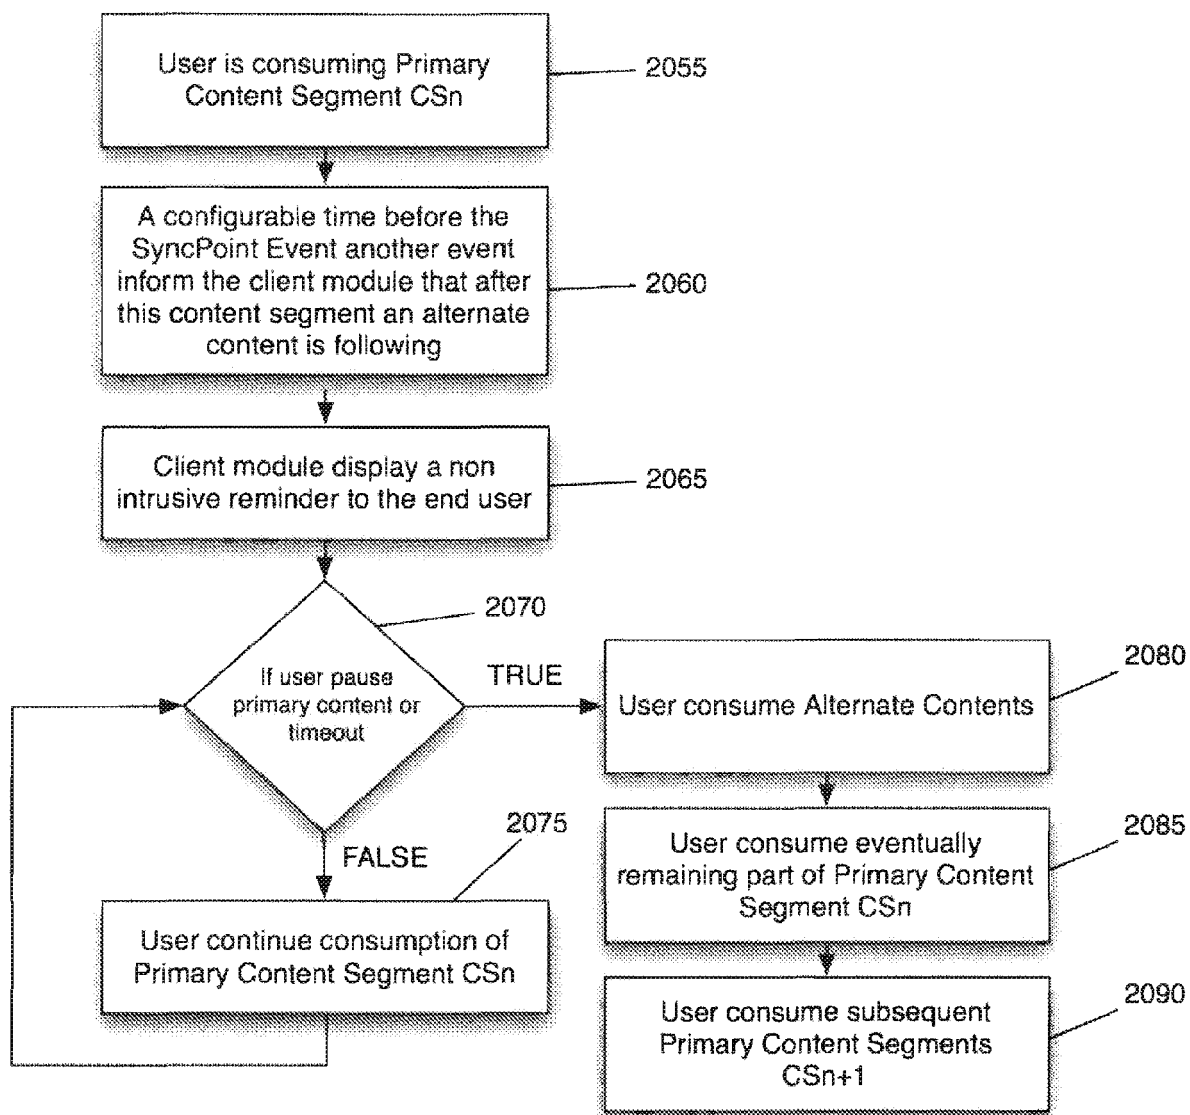 User is consuming Primary
Content Segment CSn
2055
A configurable time before the
SyncPoint Event another event
inform the client module that after
this content segment an alternate
content is following
2060
Client module display a non
intrusive reminder to the end user
2065
2070
If user pause
primary content or
timeout
TRUE
FALSE
2075
User continue consumption of
Primary Content Segment CSn
2080
User consume Alternate Contents
2085
User consume eventually
remaining part of Primary Content
Segment CSn
2090
User consume subsequent
Primary Content Segments
CSn+1